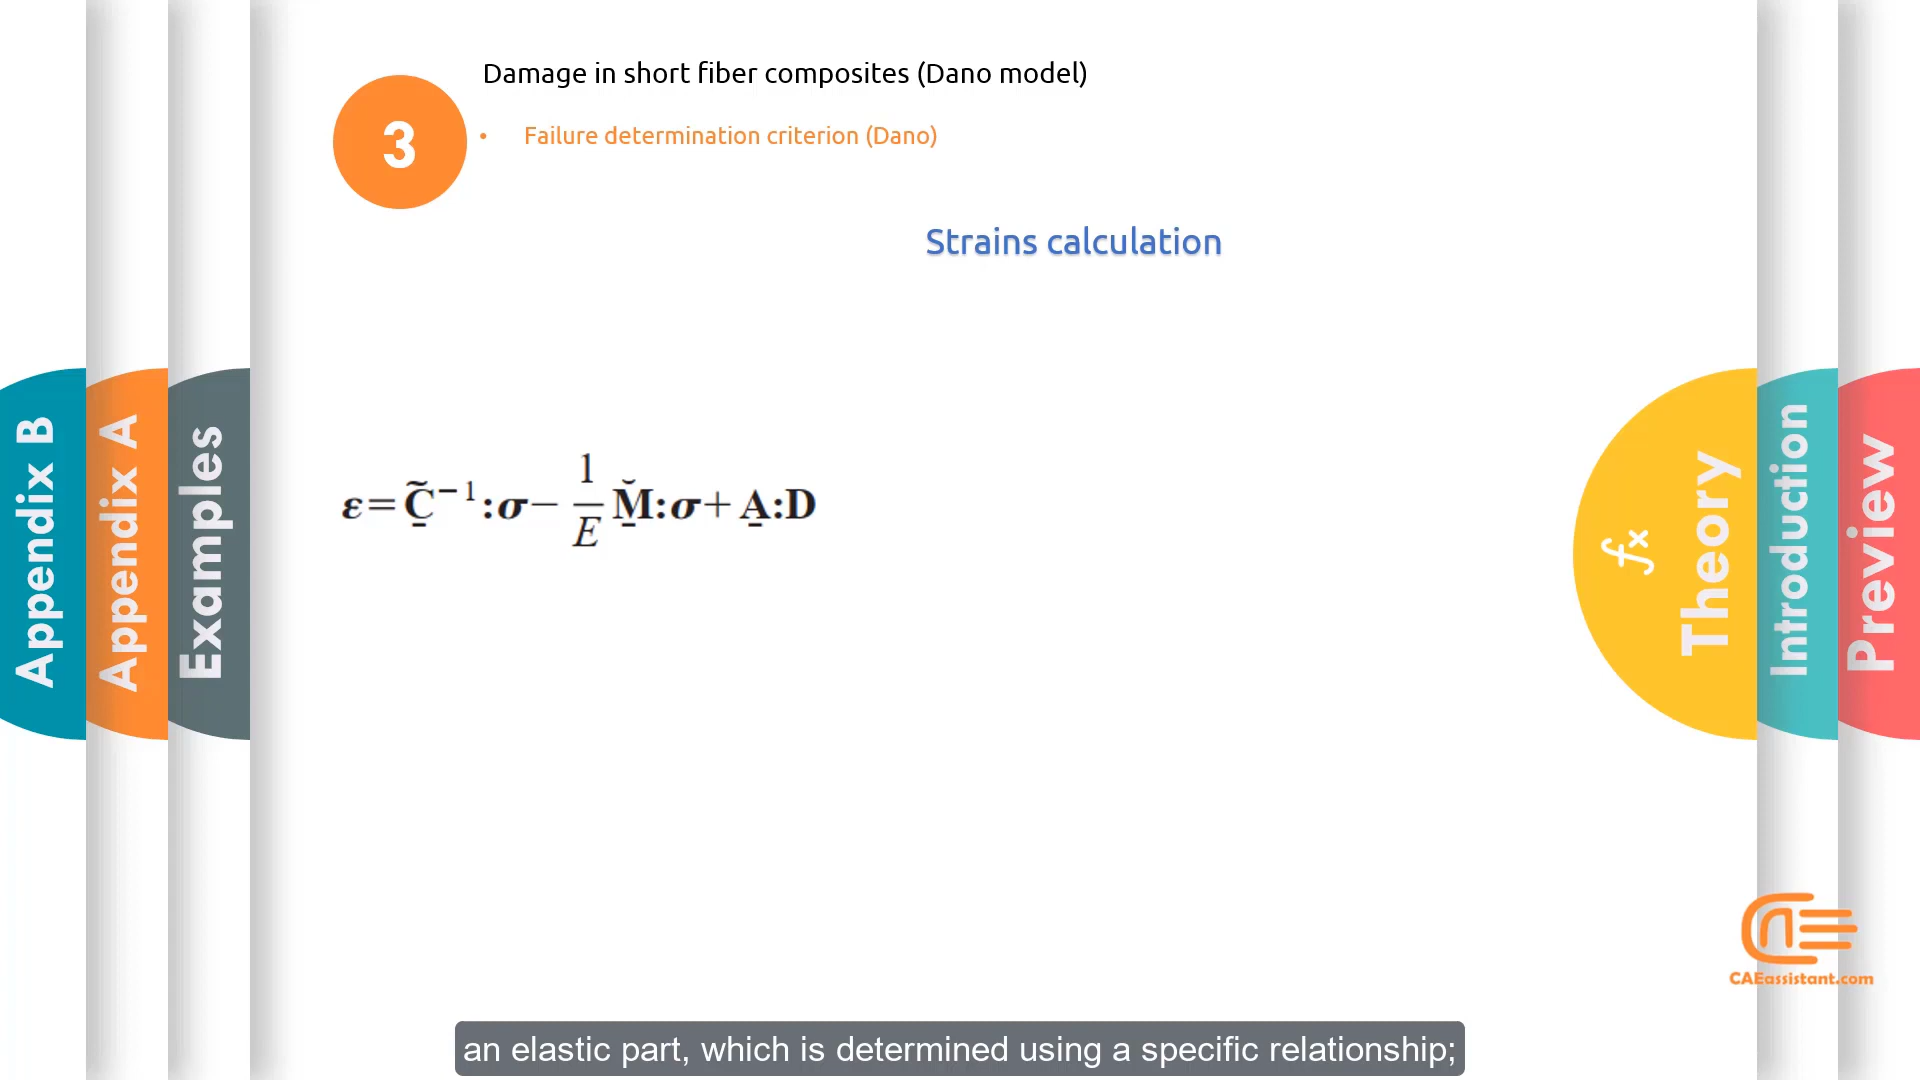 Damage in short fiber composites (Dano model)
3
• Failure determination criterion (Dano)
Strains calculation
ε = C̃⁻¹ : σ − 1/E M̆ : σ + A : D
Appendix B
Appendix A
Examples
fx
Theory
Introduction
Preview
CAEassistant.com
an elastic part, which is determined using a specific relationship;